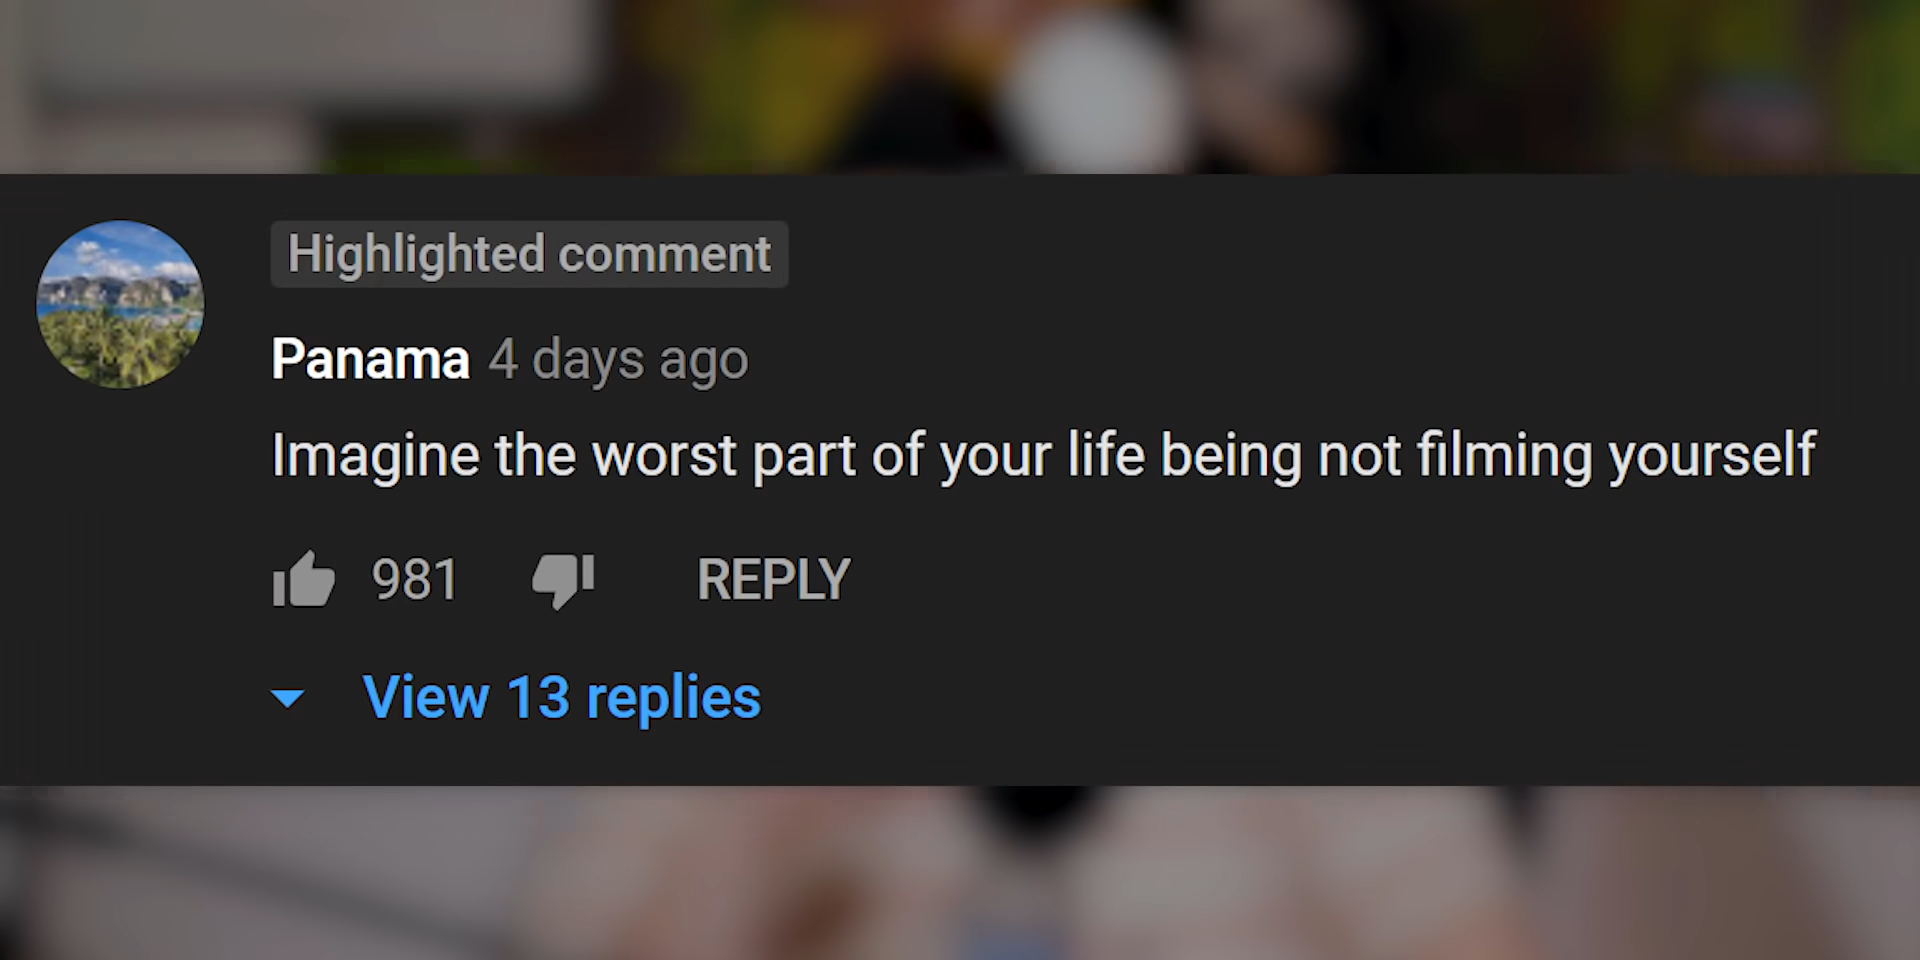 Highlighted comment
Panama 4 days ago
Imagine the worst part of your life being not filming yourself
981 REPLY
View 13 replies